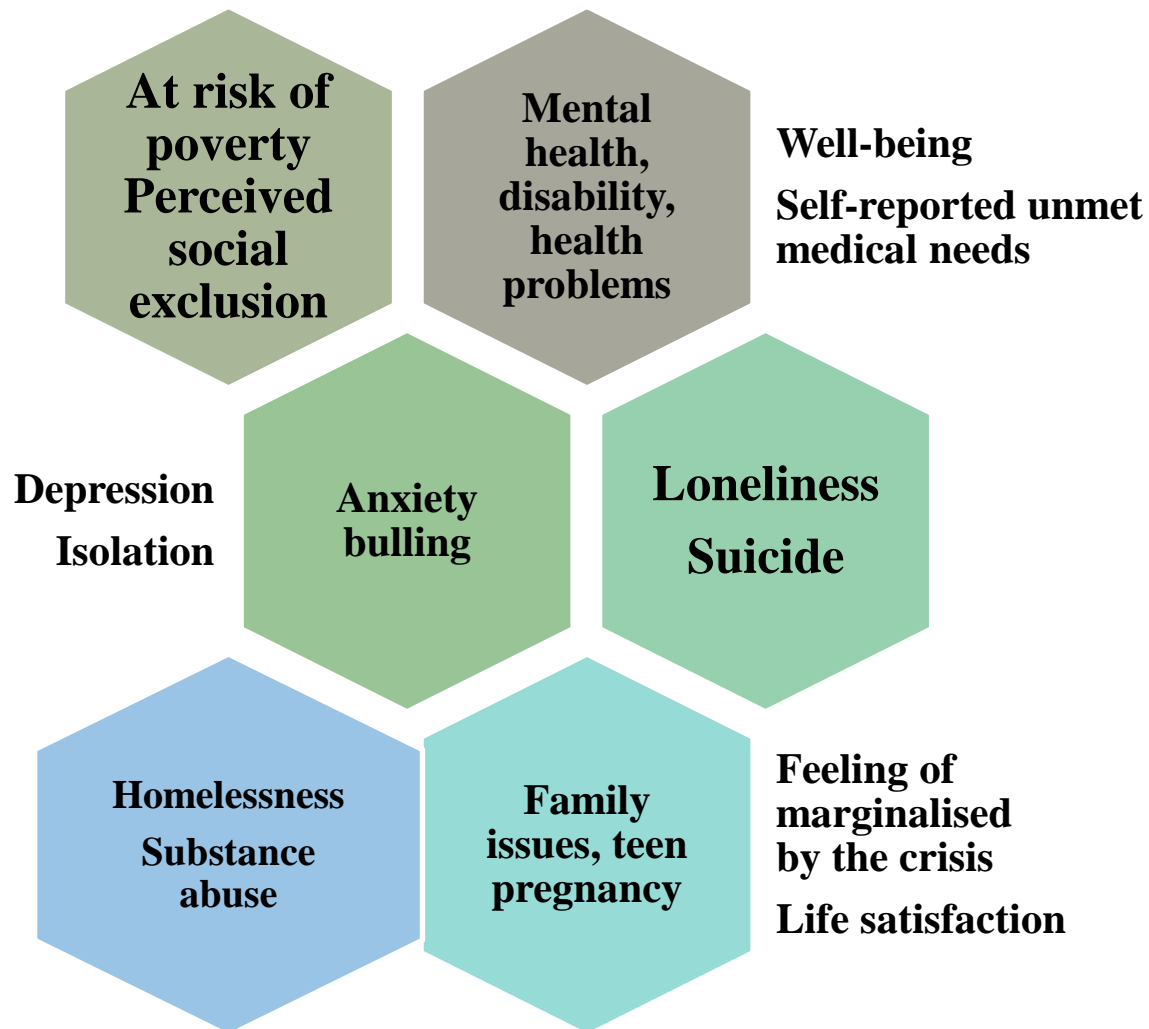 At risk of
poverty
Perceived
social
exclusion
Mental
health,
disability,
health
problems
Well-being
Self-reported unmet
medical needs
Depression
Isolation
Anxiety
bulling
Loneliness
Suicide
Homelessness
Substance
abuse
Family
issues, teen
pregnancy
Feeling of
marginalised
by the crisis
Life satisfaction